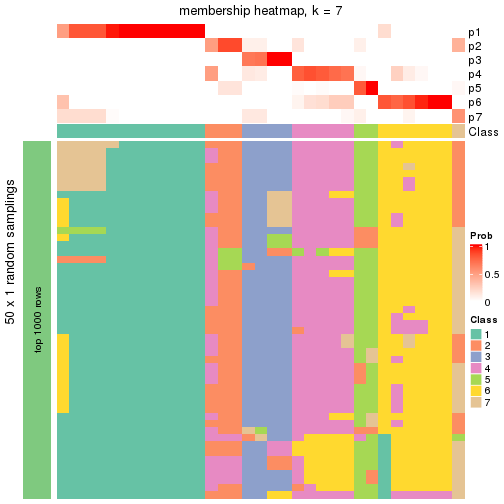 membership heatmap, k = 7
p1
p2
p3
p4
p5
p6
p7
Class
50 x 1 random samplings
top 1000 rows
Prob
1
0.5
0
Class
1
2
3
4
5
6
7